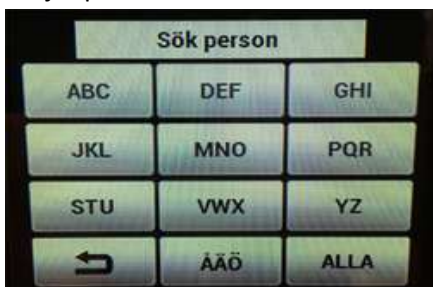 Sök person
ABC DEF GHI
JKL MNO PQR
STU VWX YZ
ÅÄÖ ALLA